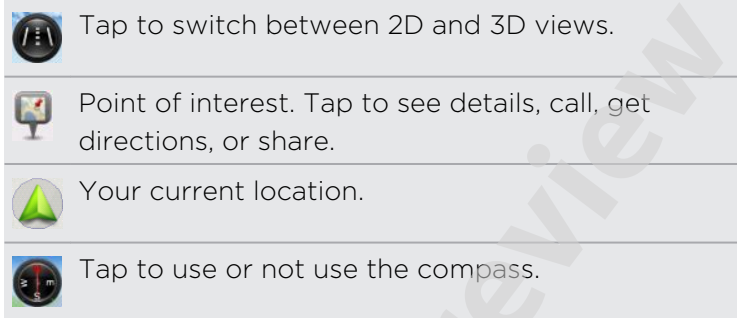 Tap to switch between 2D and 3D views.
Point of interest. Tap to see details, call, get
directions, or share.
Your current location.
Tap to use or not use the compass.
W E
S
review